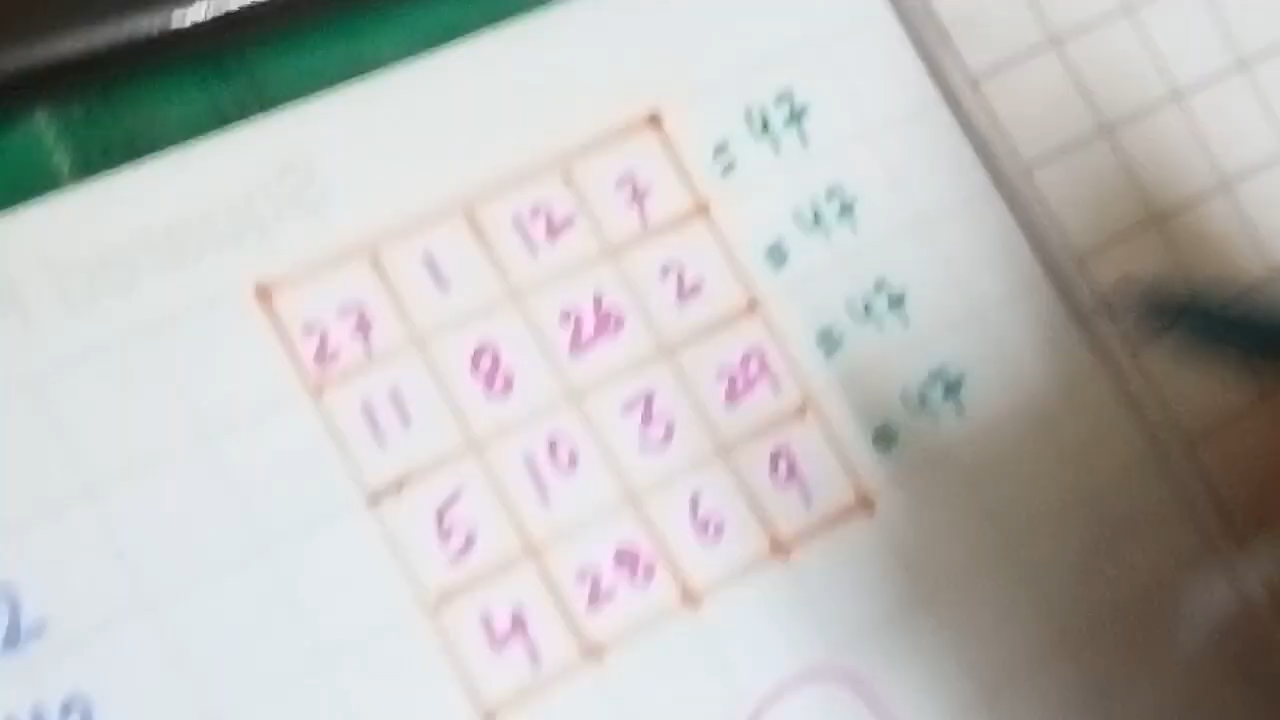 27 1 12 7 = 47
11 8 26 2 = 47
5 10 3 29 = 47
4 28 6 9 = 47
2